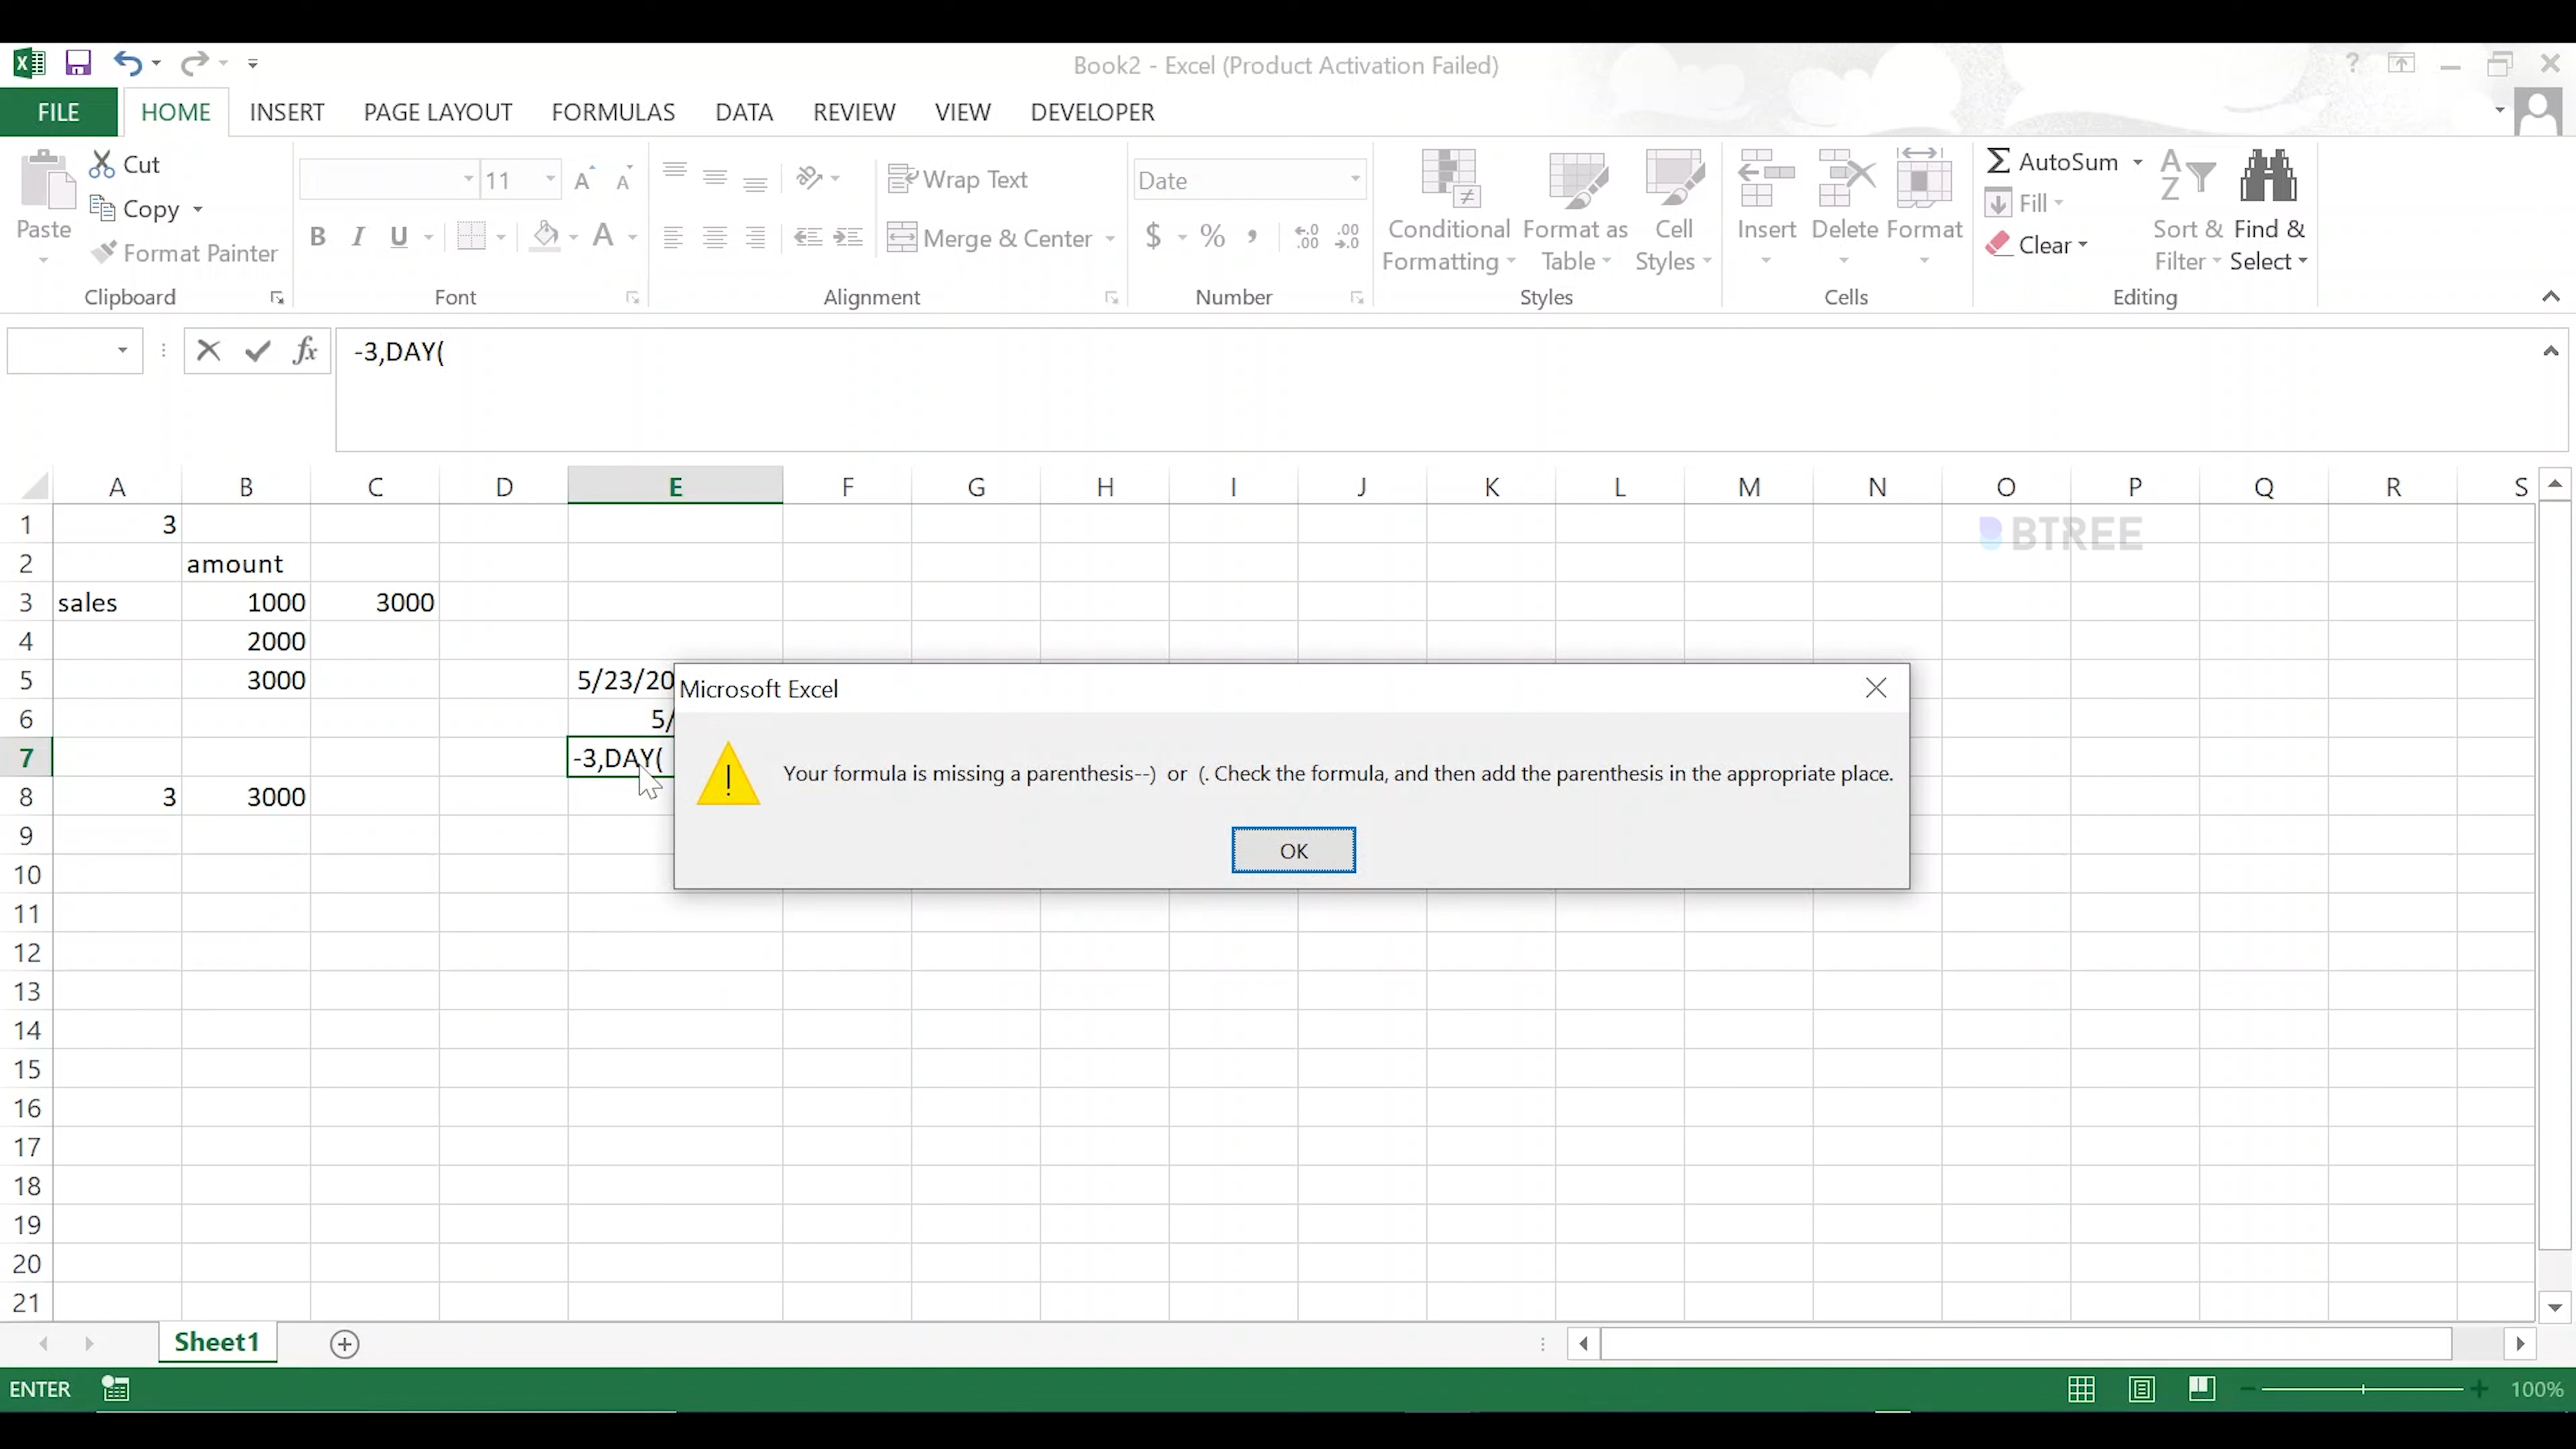 Book2 - Excel (Product Activation Failed)
?
FILE HOME INSERT PAGE LAYOUT FORMULAS DATA REVIEW VIEW DEVELOPER
Paste
Cut
Copy
Format Painter
Clipboard
11
A A
B I U A
Font
Wrap Text
Merge & Center
Alignment
Date
$ % , .00 .00
Number
Conditional Formatting
Format as Table
Cell Styles
Styles
Insert Delete Format
Cells
Σ AutoSum
Fill
Clear
A Z
Sort & Filter
Find & Select
Editing
fx -3,DAY(
A B C D E F G H I J K L M N O P Q R S
1 3
BTREE
2 amount
3 sales 1000 3000
4 2000
5 3000 5/23/20
6 5/
7 -3,DAY(
8 3 3000
9
10
11
12
13
14
15
16
17
18
19
20
21
Microsoft Excel
Your formula is missing a parenthesis--) or (. Check the formula, and then add the parenthesis in the appropriate place.
OK
Sheet1
ENTER
100%